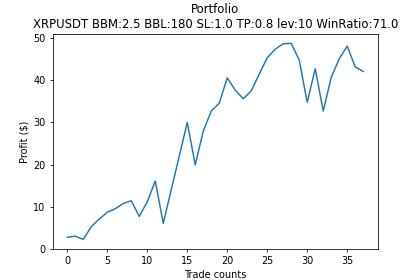 Portfolio
XRPUSDT BBM:2.5 BBL:180 SL:1.0 TP:0.8 lev:10 WinRatio:71.0
50
40
30
20
10
0
Profit ($)
0 5 10 15 20 25 30 35
Trade counts